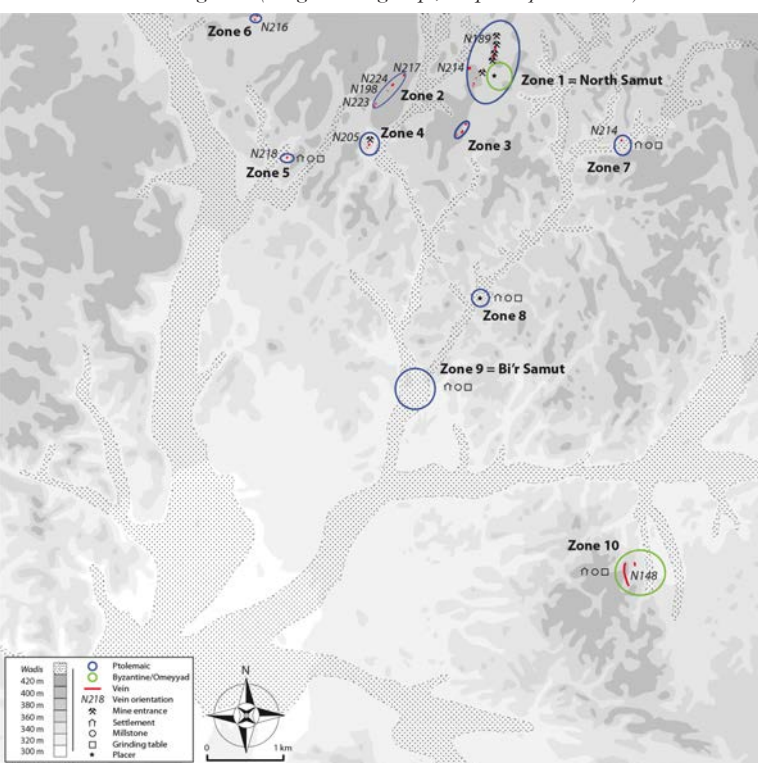 Zone 6
N216
N189
N217
N214
Zone 1 = North Samut
N224
N198
Zone 2
N223
N205
Zone 4
Zone 3
N214
N218
Zone 5
Zone 7
Zone 8
Zone 9 = Bi'r Samut
Zone 10
N148
Wadis
420 m
400 m
380 m
360 m
340 m
320 m
300 m
Ptolemaic
Byzantine/Omeyyad
Vein
N218 Vein orientation
Mine entrance
Settlement
Millstone
Grinding table
Placer
N
0 1 km